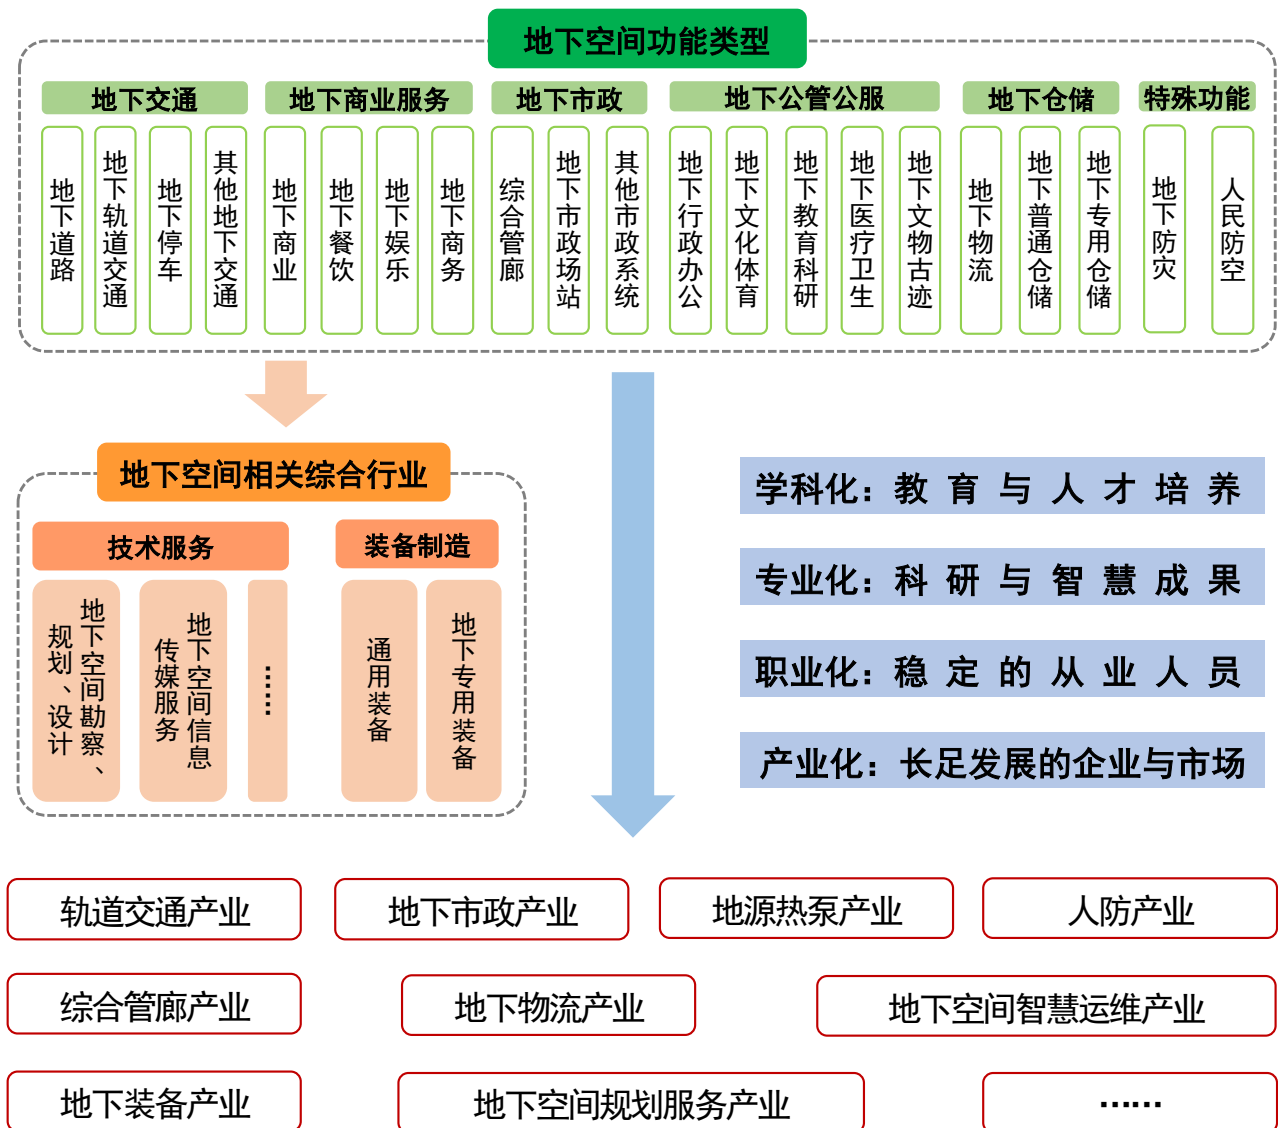 地下空间功能类型
地下交通
地下商业服务
地下市政
地下公管公服
地下仓储
特殊功能
地下道路
地下轨道交通
地下停车
其他地下交通
地下商业
地下餐饮
地下娱乐
地下商务
综合管廊
地下市政场站
其他市政系统
地下行政办公
地下文化体育
地下教育科研
地下医疗卫生
地下文物古迹
地下物流
地下普通仓储
地下专用仓储
地下防灾
人民防空
地下空间相关综合行业
技术服务
装备制造
地下空间勘察、
规划、设计
地下空间信息
传媒服务
……
通用装备
地下专用装备
学科化：教育与人才培养
专业化：科研与智慧成果
职业化：稳定的从业人员
产业化：长足发展的企业与市场
轨道交通产业
地下市政产业
地源热泵产业
人防产业
综合管廊产业
地下物流产业
地下空间智慧运维产业
地下装备产业
地下空间规划服务产业
……